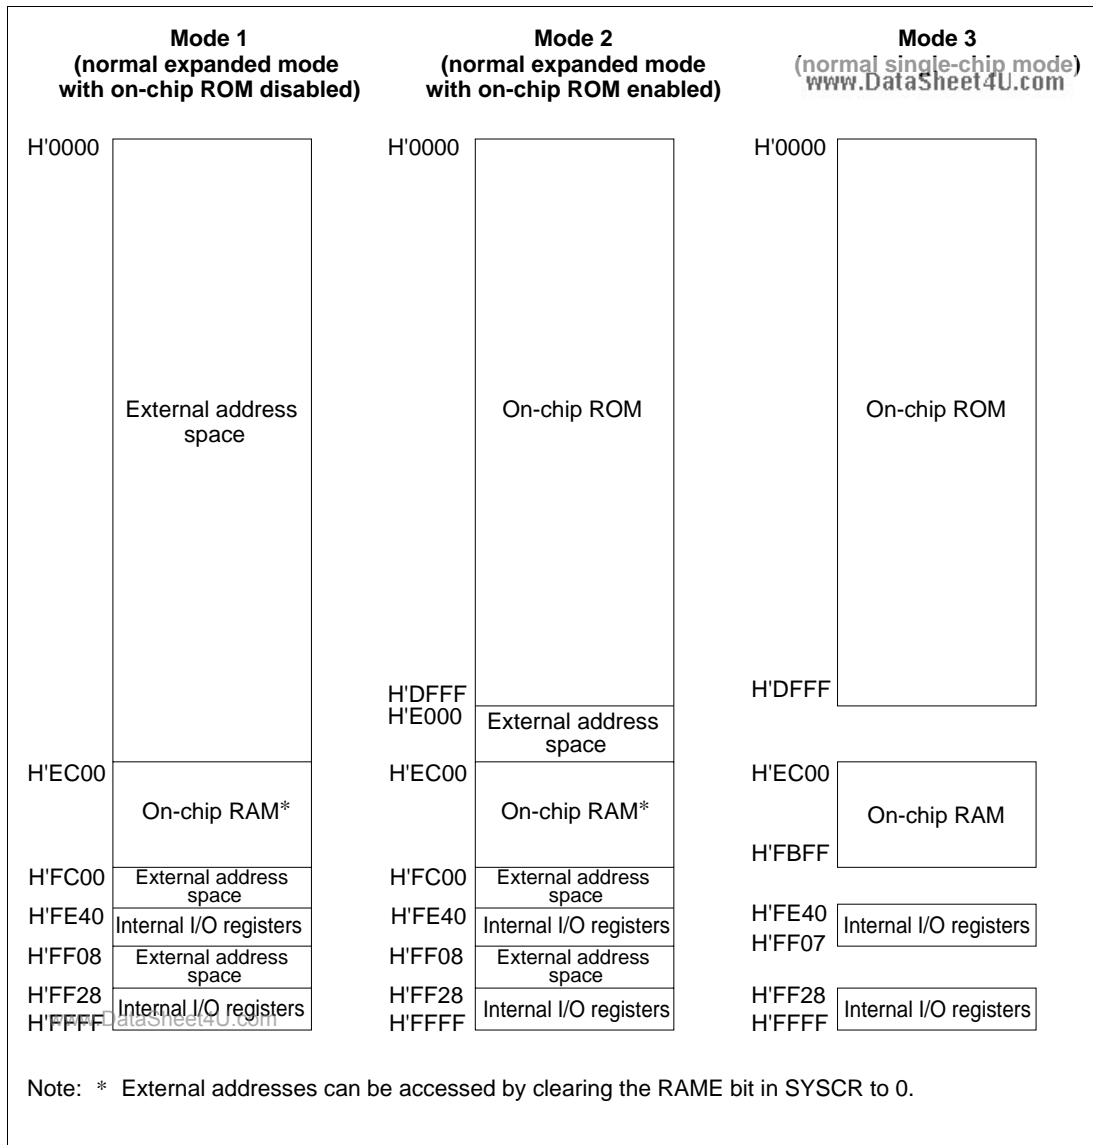 Mode 1
(normal expanded mode
with on-chip ROM disabled)
Mode 2
(normal expanded mode
with on-chip ROM enabled)
Mode 3
(normal single-chip mode)
www.DataSheet4U.com
H'0000
External address
space
H'EC00
On-chip RAM*
H'FC00
External address
space
H'FE40
Internal I/O registers
H'FF08
External address
space
H'FF28
Internal I/O registers
H'FFFF
www.DataSheet4U.com
H'0000
On-chip ROM
H'DFFF
H'E000
External address
space
H'EC00
On-chip RAM*
H'FC00
External address
space
H'FE40
Internal I/O registers
H'FF08
External address
space
H'FF28
Internal I/O registers
H'FFFF
H'0000
On-chip ROM
H'DFFF
H'EC00
On-chip RAM
H'FBFF
H'FE40
Internal I/O registers
H'FF07
H'FF28
Internal I/O registers
H'FFFF
Note: * External addresses can be accessed by clearing the RAME bit in SYSCR to 0.